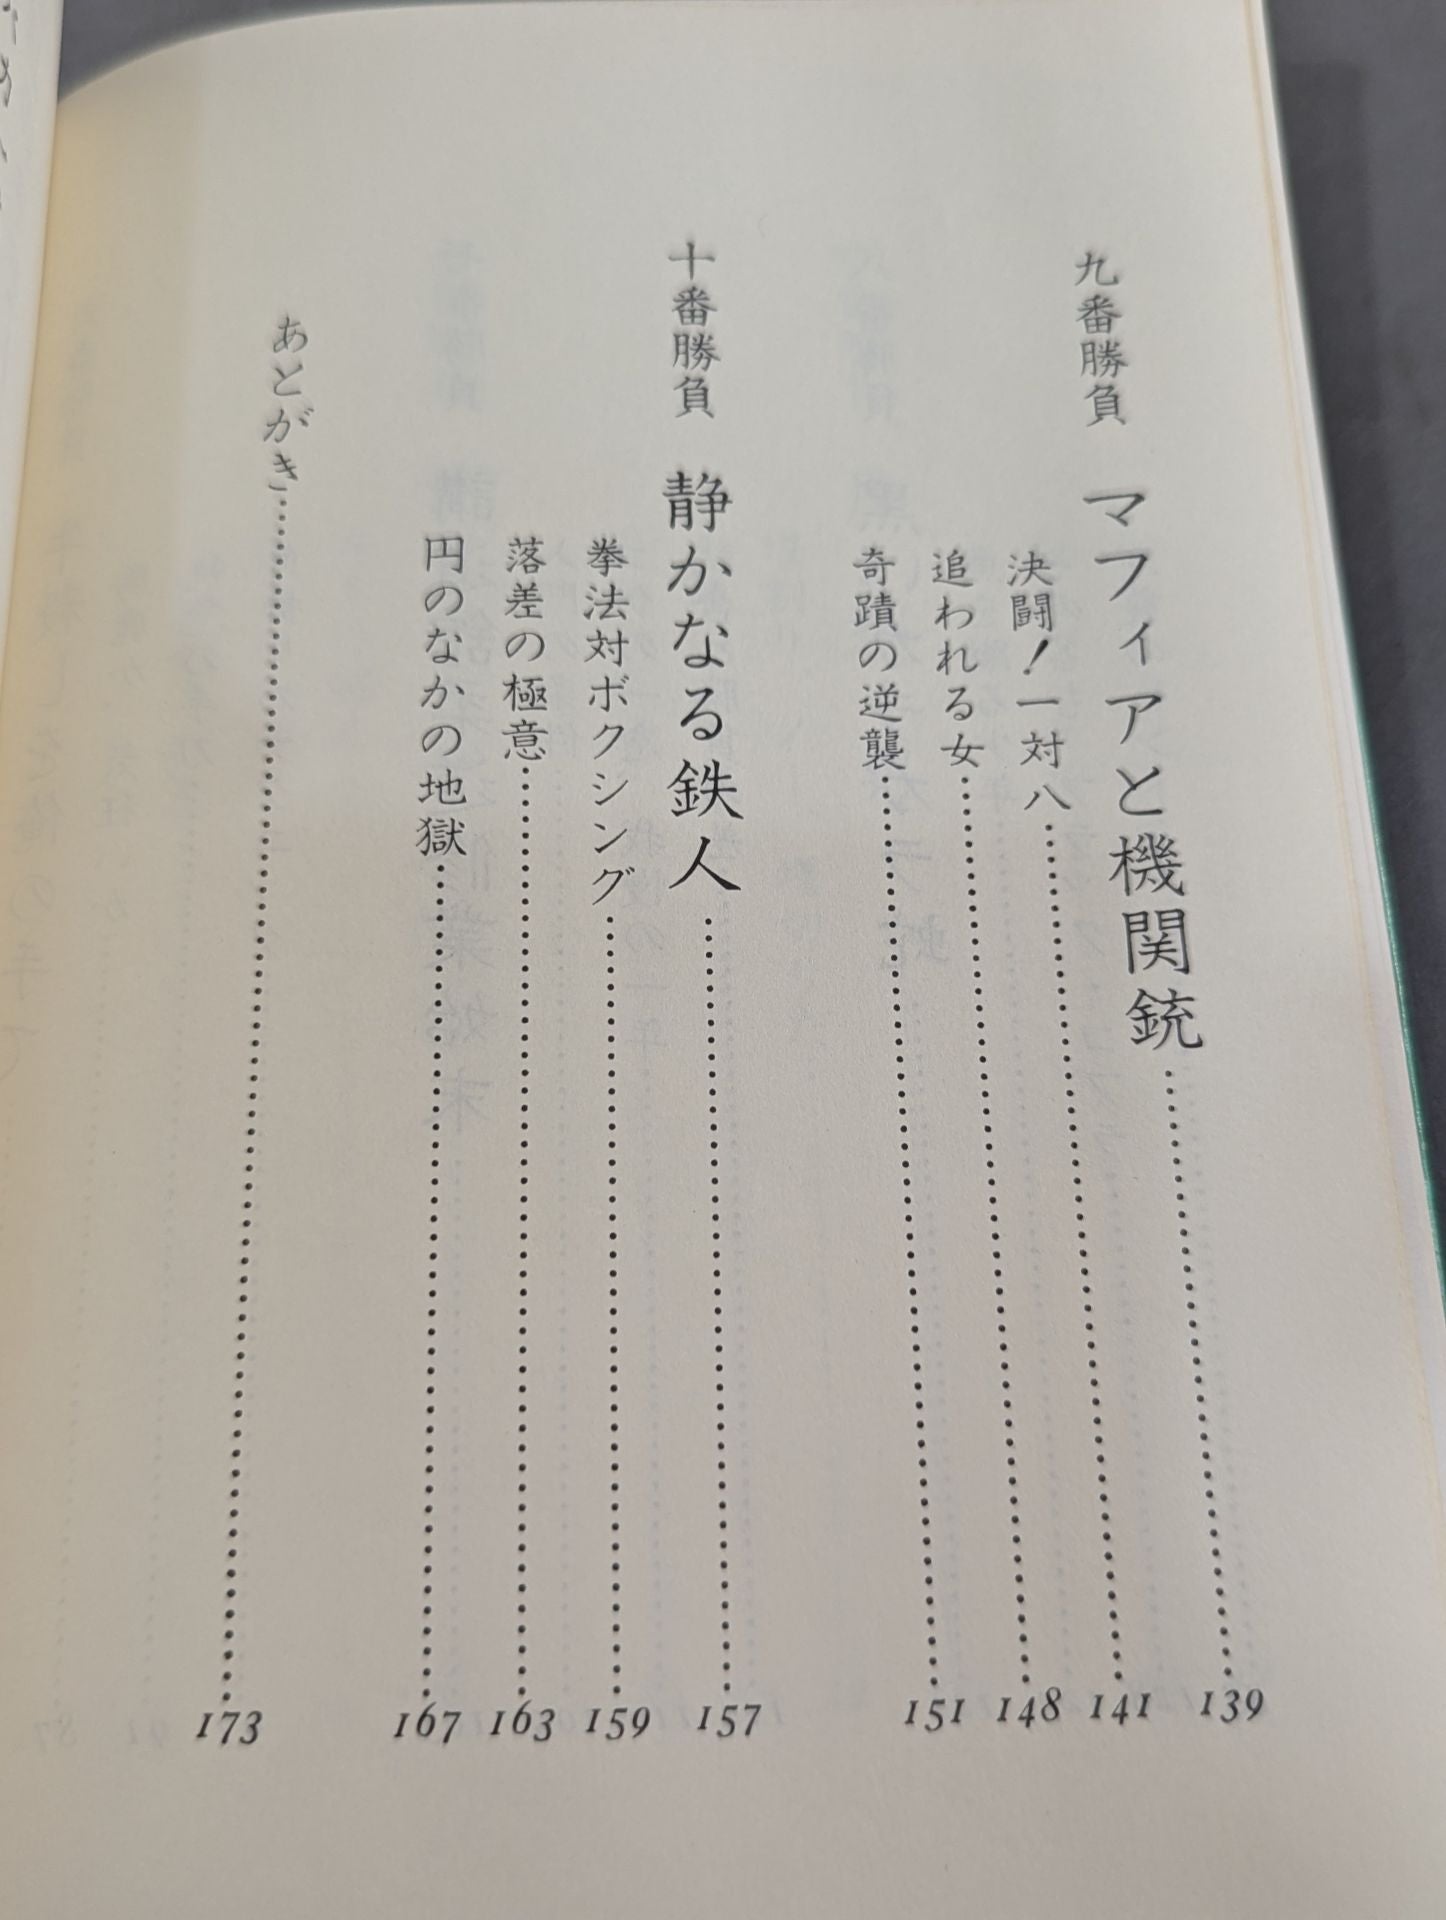 九番勝負 マフィアと機関銃……139
決闘！一対八……141
追われる女……148
奇蹟の逆襲……151
十番勝負 静かなる鉄人……157
拳法対ボクシング……159
落差の極意……163
円のなかの地獄……167
あとがき……173